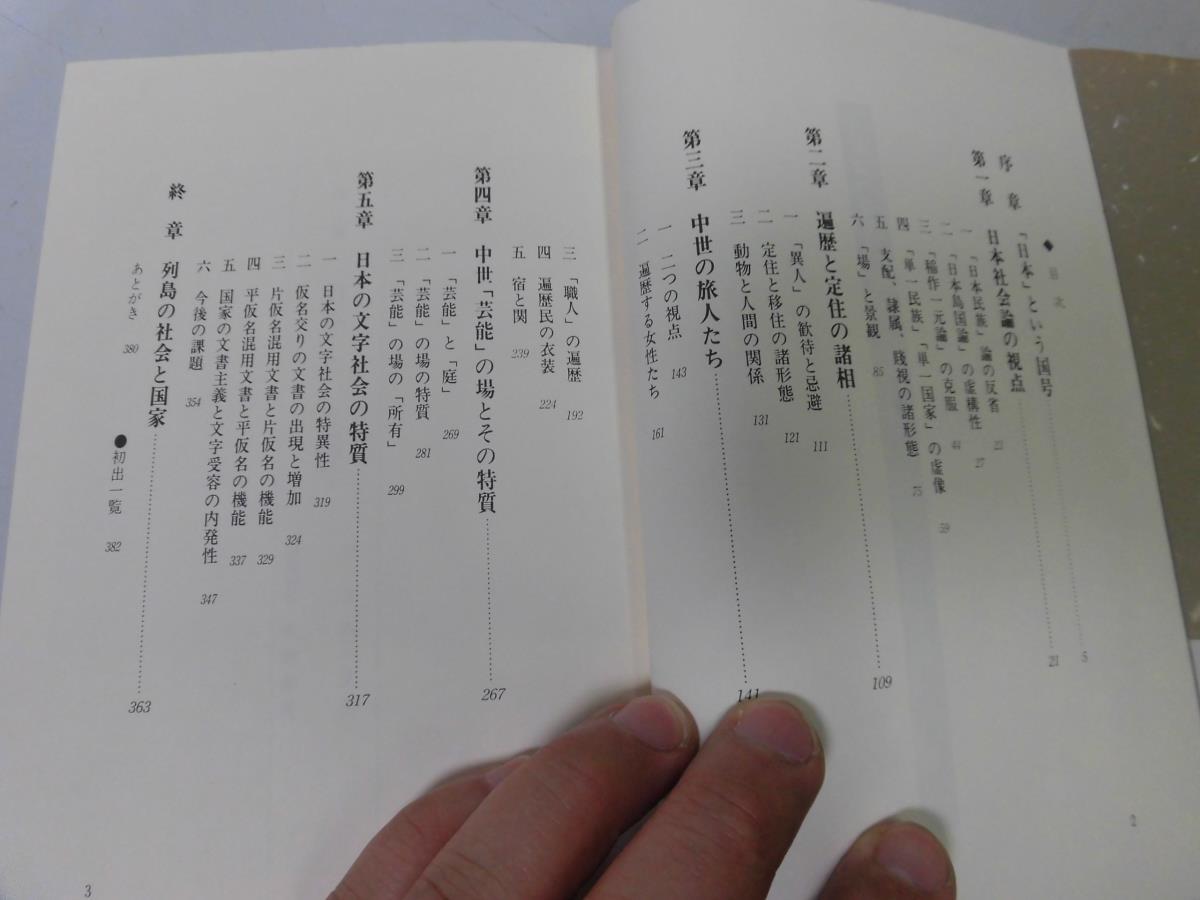 ◆目次
序章 「日本」という国号……5
第一章 日本社会論の視点……21
一 「日本民族」論の反省 23
二 「日本島国論」の虚構性 27
三 「稲作一元論」の克服 44
四 「単一民族」「単一国家」の虚像 59
五 支配、隷属、賤視の諸形態 75
六 「場」と景観 85
第二章 遍歴と定住の諸相……109
一 「異人」の歓待と忌避 111
二 定住と移住の諸形態 121
三 動物と人間の関係 131
第三章 中世の旅人たち……141
一 二つの視点 143
二 遍歴する女性たち 161
2
三 「職人」の遍歴 192
四 遍歴民の衣装 224
五 宿と関 239
第四章 中世「芸能」の場とその特質……267
一 「芸能」と「庭」 269
二 「芸能」の場の特質 281
三 「芸能」の場の「所有」 299
第五章 日本の文字社会の特質……317
一 日本の文字社会の特異性 319
二 仮名交りの文書の出現と増加 324
三 片仮名混用文書と片仮名の機能 329
四 平仮名混用文書と平仮名の機能 337
五 国家の文書主義と文字受容の内発性 347
六 今後の課題 354
終章 列島の社会と国家……363
あとがき 380
●初出一覧 382
3